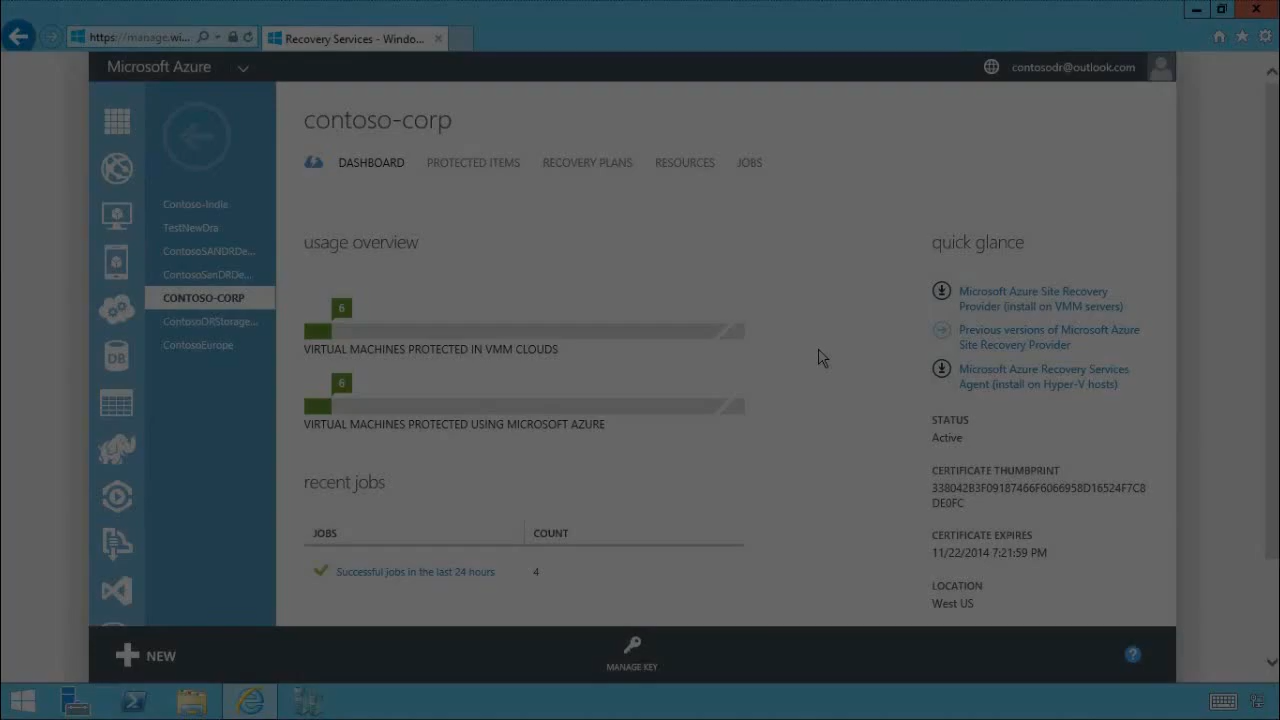 https://manage.wi...
Recovery Services - Windo...
Microsoft Azure
contosodr@outlook.com
contoso-corp
DASHBOARD
PROTECTED ITEMS
RECOVERY PLANS
RESOURCES
JOBS
Contoso-Indie
TestNewDra
ContosoSANDRDe...
ContosoSanDRDe...
CONTOSO-CORP
ContosoDRStorage...
ContosoEurope
usage overview
6
VIRTUAL MACHINES PROTECTED IN VMM CLOUDS
6
VIRTUAL MACHINES PROTECTED USING MICROSOFT AZURE
recent jobs
JOBS
COUNT
Successful jobs in the last 24 hours
4
quick glance
Microsoft Azure Site Recovery
Provider (install on VMM servers)
Previous versions of Microsoft Azure
Site Recovery Provider
Microsoft Azure Recovery Services
Agent (install on Hyper-V hosts)
STATUS
Active
CERTIFICATE THUMBPRINT
338042B3F09187466F6066958D16524F7C8
DE0FC
CERTIFICATE EXPIRES
11/22/2014 7:21:59 PM
LOCATION
West US
DB
NEW
MANAGE KEY
?